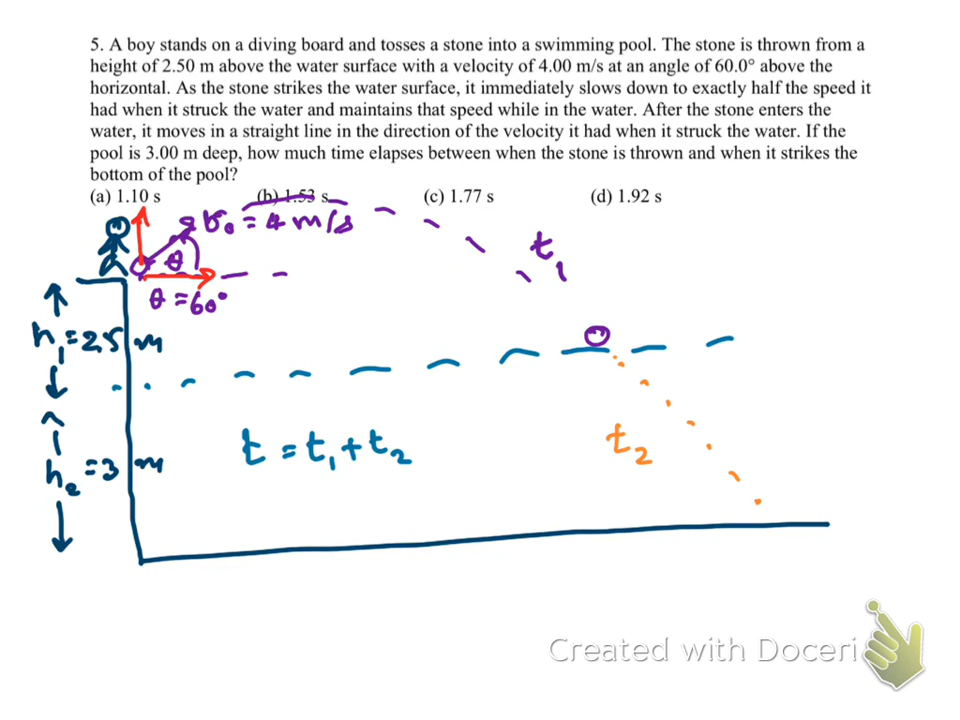 5. A boy stands on a diving board and tosses a stone into a swimming pool. The stone is thrown from a
height of 2.50 m above the water surface with a velocity of 4.00 m/s at an angle of 60.0° above the
horizontal. As the stone strikes the water surface, it immediately slows down to exactly half the speed it
had when it struck the water and maintains that speed while in the water. After the stone enters the
water, it moves in a straight line in the direction of the velocity it had when it struck the water. If the
pool is 3.00 m deep, how much time elapses between when the stone is thrown and when it strikes the
bottom of the pool?
(a) 1.10 s (b) 1.53 s (c) 1.77 s (d) 1.92 s
v₀ = 4 m/s
θ
t₁
θ = 60°
h₁ = 2.5 m
t = t₁ + t₂
t₂
h₂ = 3 m
Created with Doceri